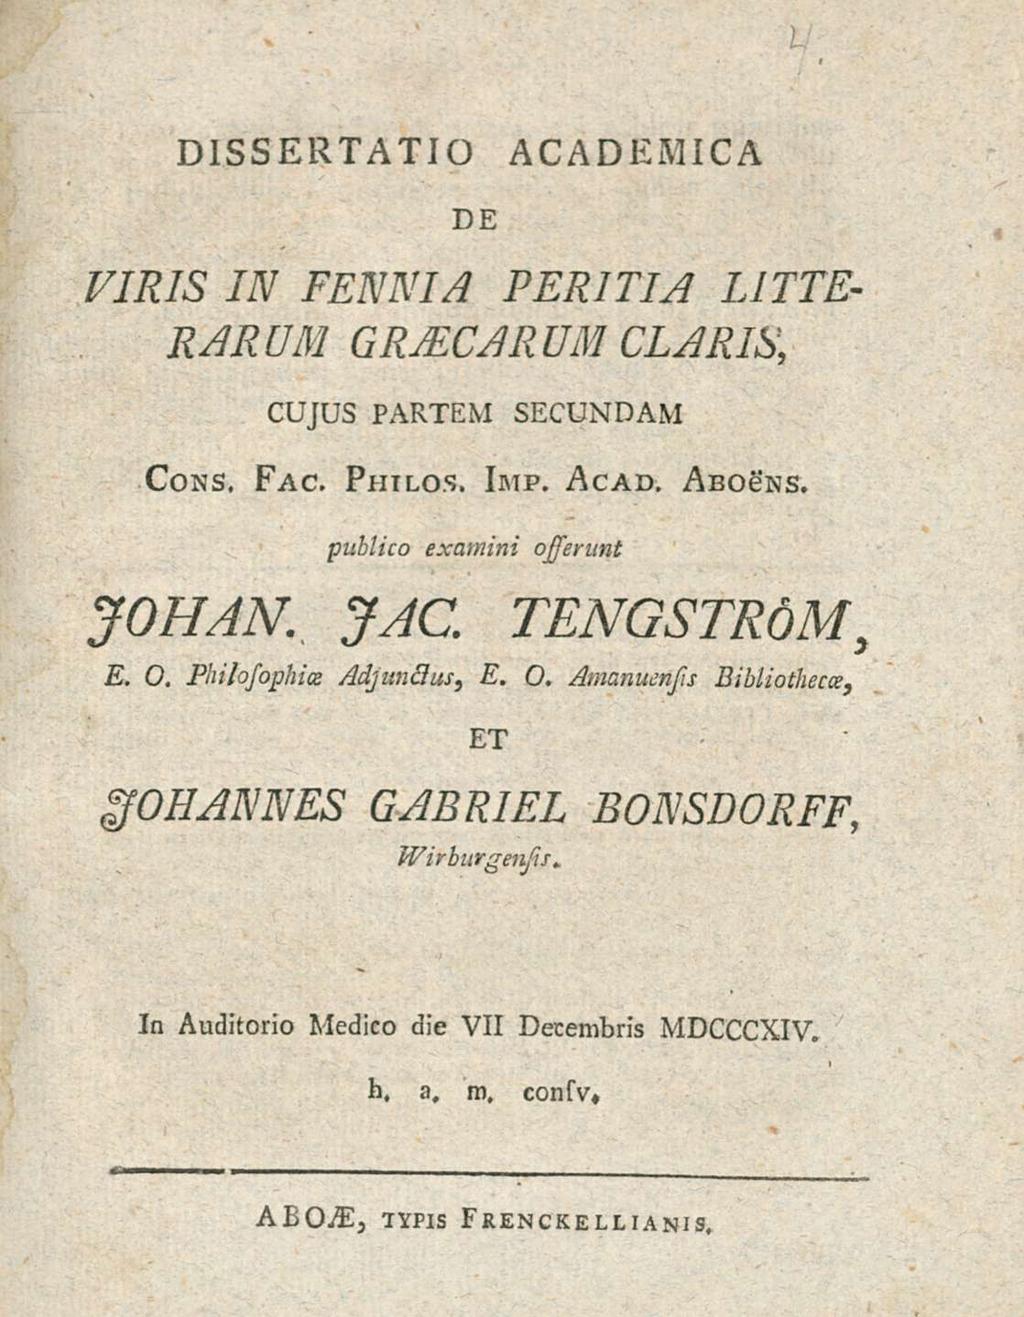 4.
DISSERTATIO ACADEMICA
DE
VIRIS IN FENNIA PERITIA LITTE-
RARUM GRÆCARUM CLARIS,
CUJUS PARTEM SECUNDAM
CONS. FAC. PHILOS. IMP. ACAD. ABOëNS.
publico examini offerunt
JOHAN. JAC. TENGSTRÖM,
E. O. Philoſophiæ Adjunctus, E. O. Amanuenſis Bibliothecæ,
ET
JOHANNES GABRIEL BONSDORFF,
Wirburgenſis.
In Auditorio Medico die VII Decembris MDCCCXIV.
h. a. m. conſv.
ABOÆ, TYPIS FRENCKELLIANIS.